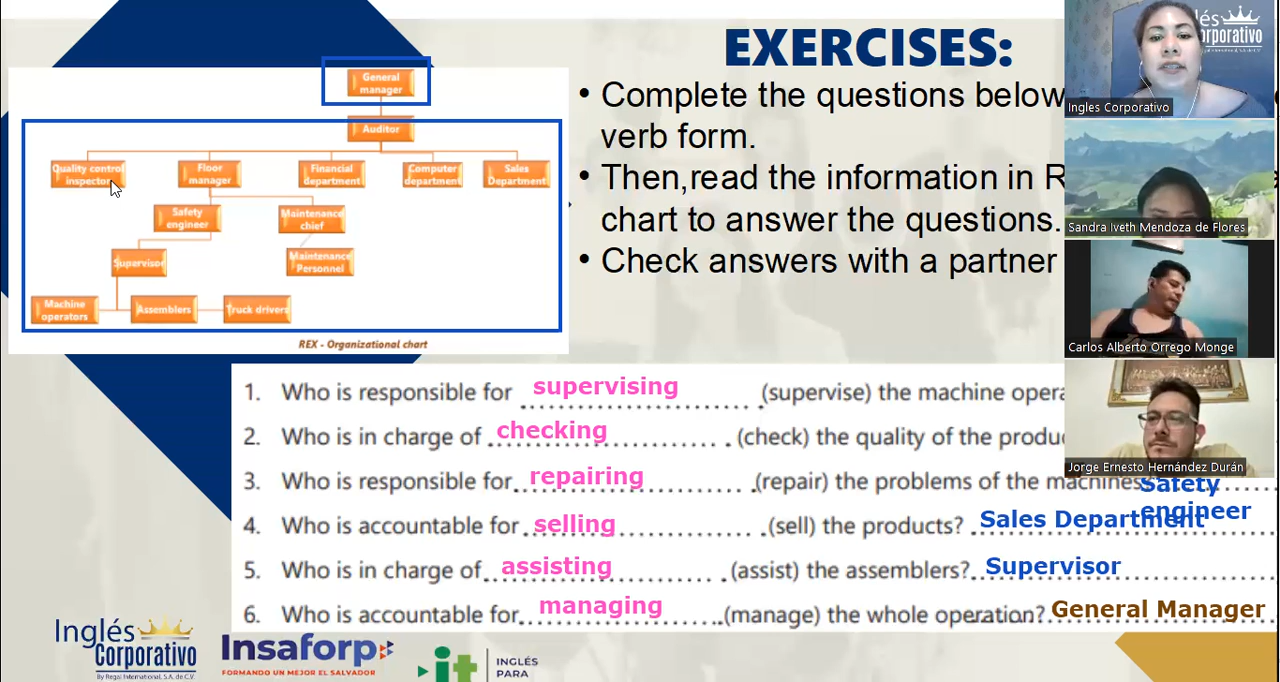 EXERCISES:
• Complete the questions below
verb form.
• Then,read the information in R
chart to answer the questions.
• Check answers with a partner
General
manager
Auditor
Quality control
inspector
Floor
manager
Financial
department
Computer
department
Sales
Department
Safety
engineer
Maintenance
chief
Supervisor
Maintenance
Personnel
Machine
operators
Assemblers
Truck drivers
REX - Organizational chart
1. Who is responsible for supervising (supervise) the machine opera
2. Who is in charge of checking (check) the quality of the produ
3. Who is responsible for repairing (repair) the problems of the machines
Safety
engineer
4. Who is accountable for selling (sell) the products? Sales Department
5. Who is in charge of assisting (assist) the assemblers? Supervisor
6. Who is accountable for managing (manage) the whole operation? General Manager
Inglés
Corporativo
By Regal International, S.A. de C.V.
Insaforp
FORMANDO UN MEJOR EL SALVADOR
it
INGLÉS
PARA
lés
orporativo
Ingles Corporativo
Sandra Iveth Mendoza de Flores
Carlos Alberto Orrego Monge
Jorge Ernesto Hernández Durán